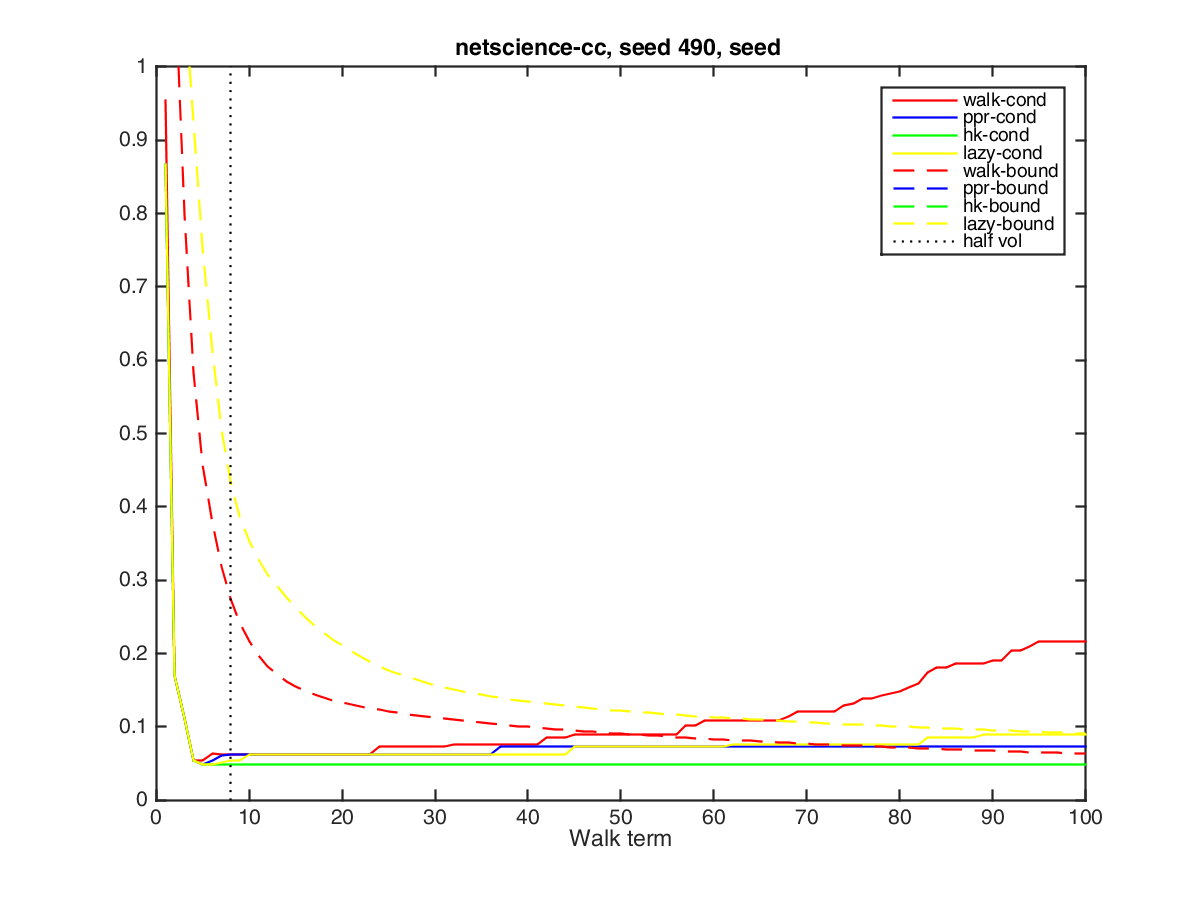 netscience-cc, seed 490, seed
1
0.9
0.8
0.7
0.6
0.5
0.4
0.3
0.2
0.1
0
walk-cond
ppr-cond
hk-cond
lazy-cond
walk-bound
ppr-bound
hk-bound
lazy-bound
half vol
0 10 20 30 40 50 60 70 80 90 100
Walk term